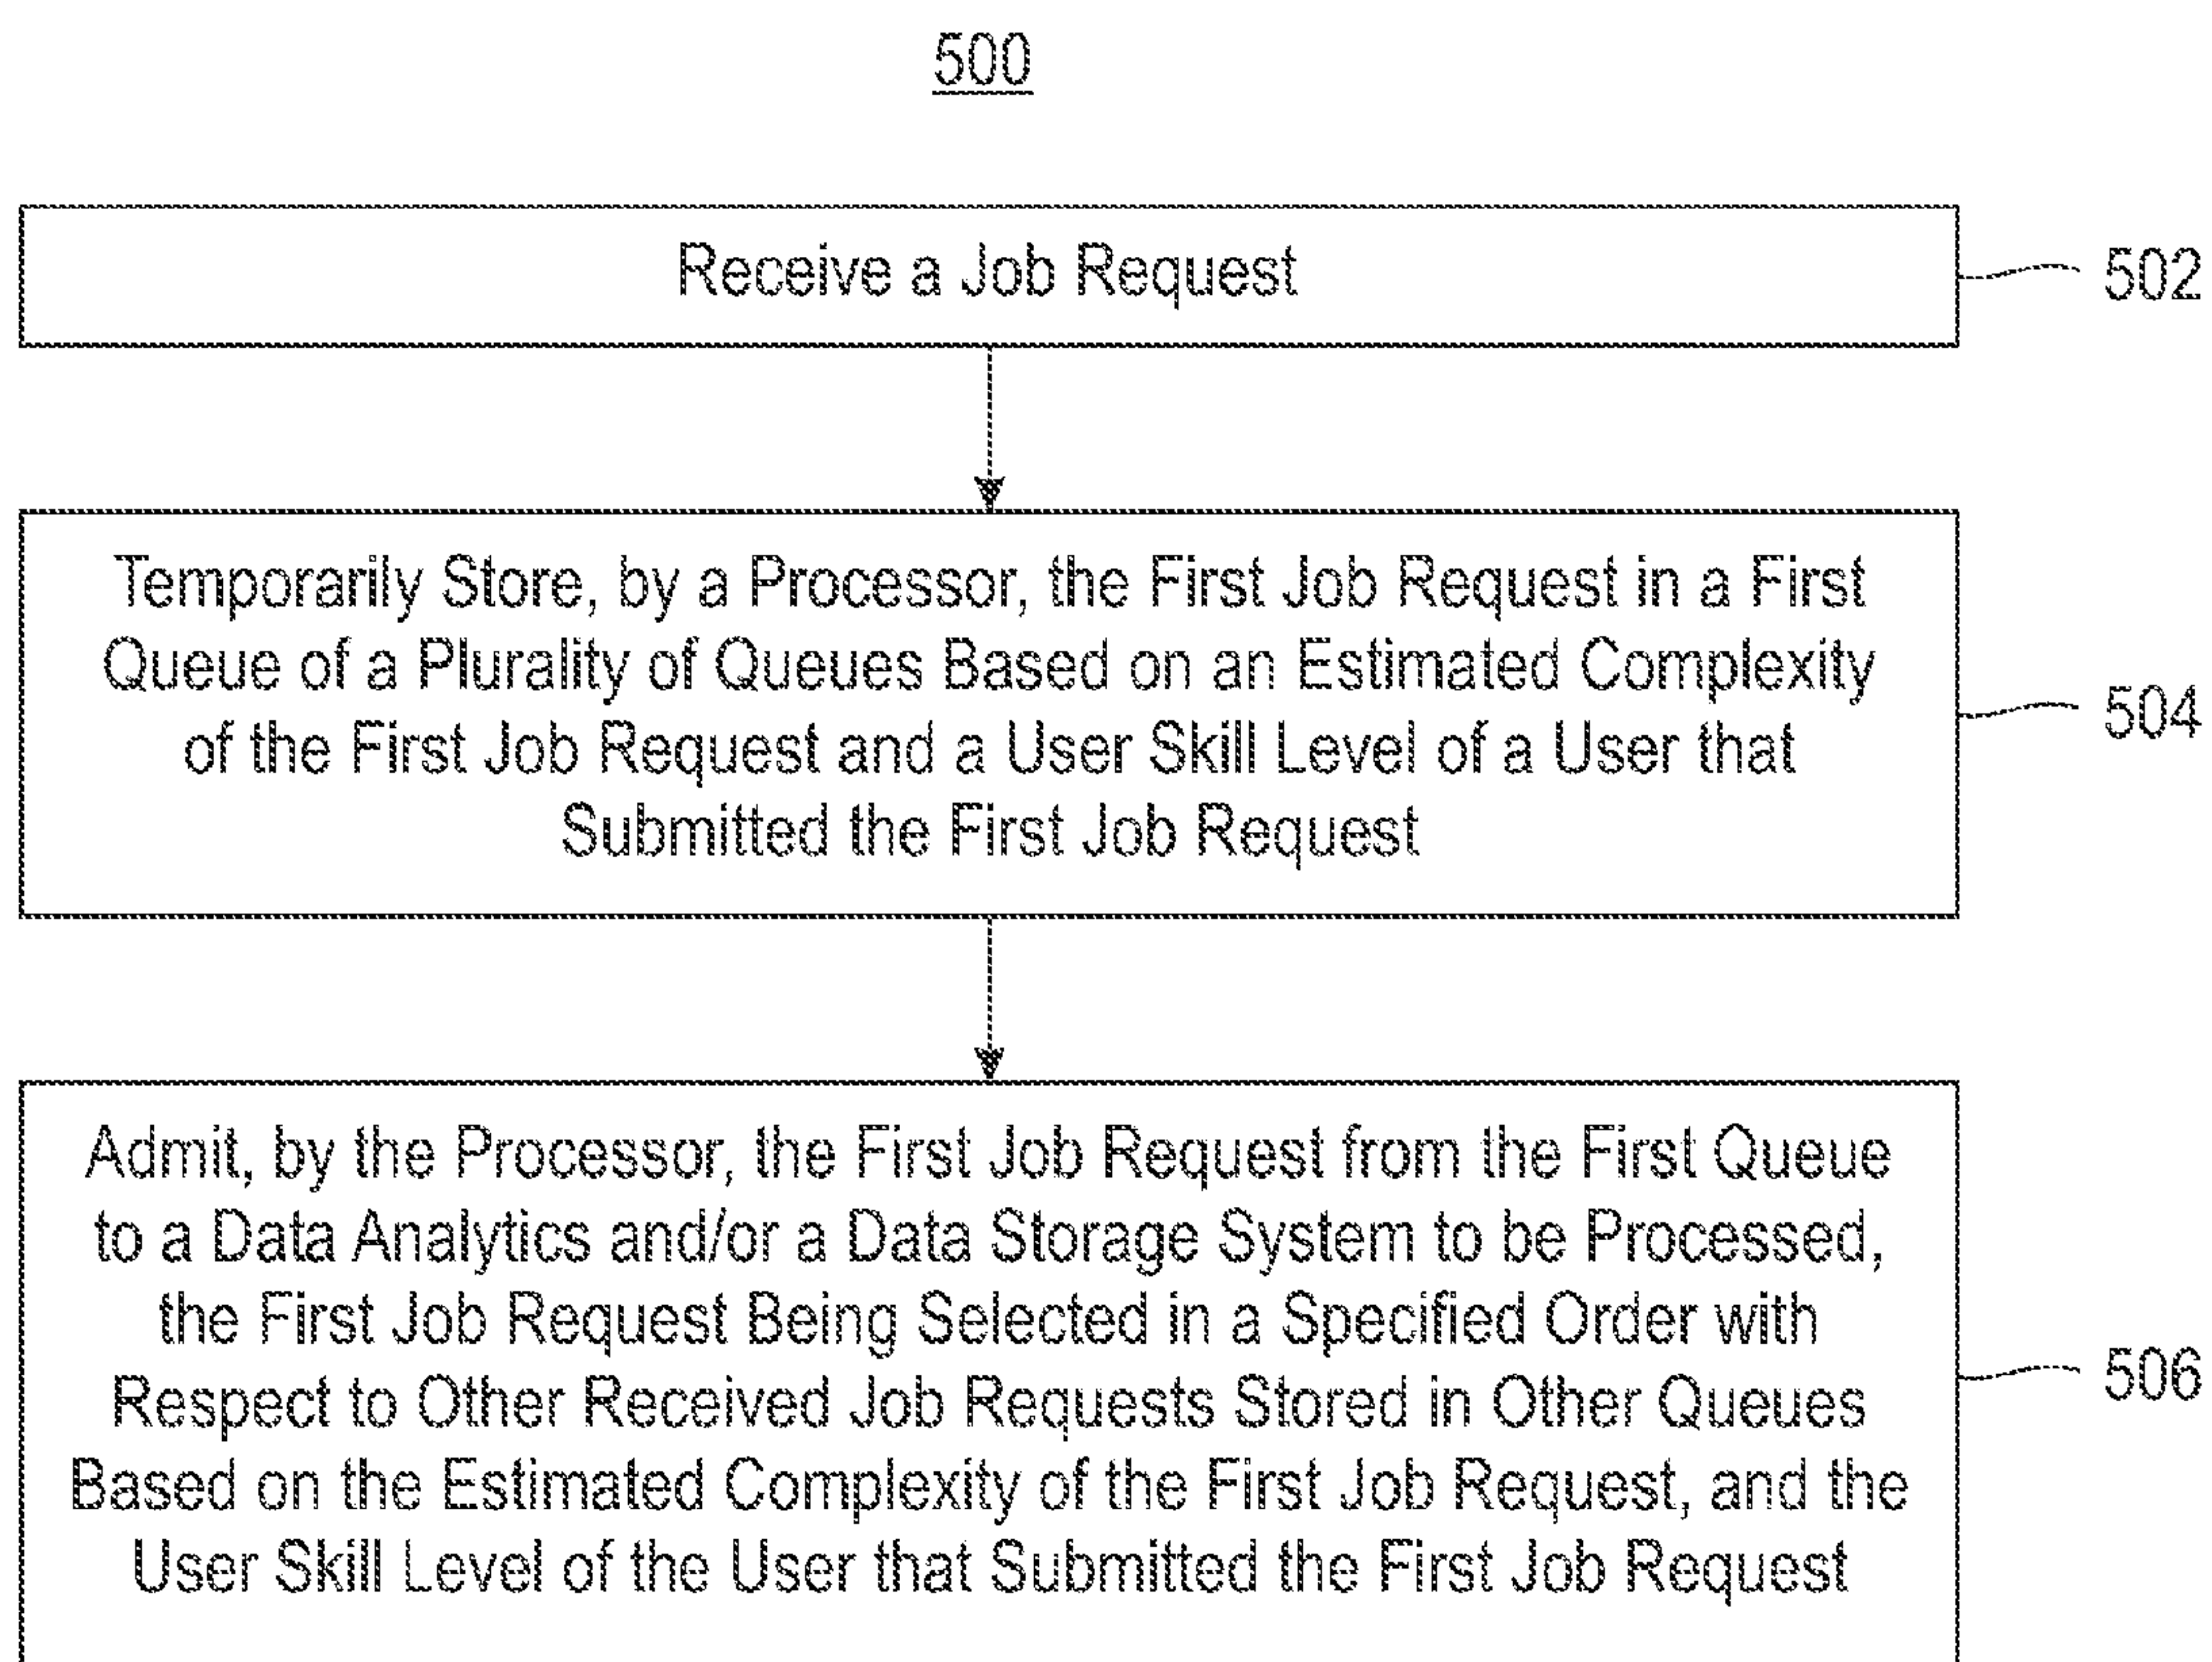 500
Receive a Job Request
502
Temporarily Store, by a Processor, the First Job Request in a First
Queue of a Plurality of Queues Based on an Estimated Complexity
of the First Job Request and a User Skill Level of a User that
Submitted the First Job Request
504
Admit, by the Processor, the First Job Request from the First Queue
to a Data Analytics and/or a Data Storage System to be Processed,
the First Job Request Being Selected in a Specified Order with
Respect to Other Received Job Requests Stored in Other Queues
Based on the Estimated Complexity of the First Job Request, and the
User Skill Level of the User that Submitted the First Job Request
506